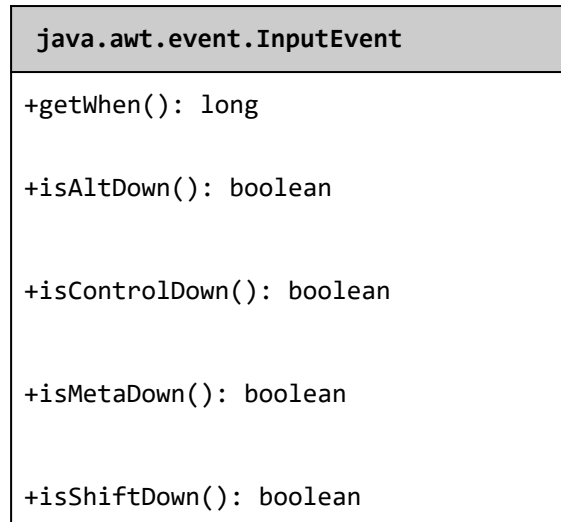 java.awt.event.InputEvent
+getWhen(): long
+isAltDown(): boolean
+isControlDown(): boolean
+isMetaDown(): boolean
+isShiftDown(): boolean